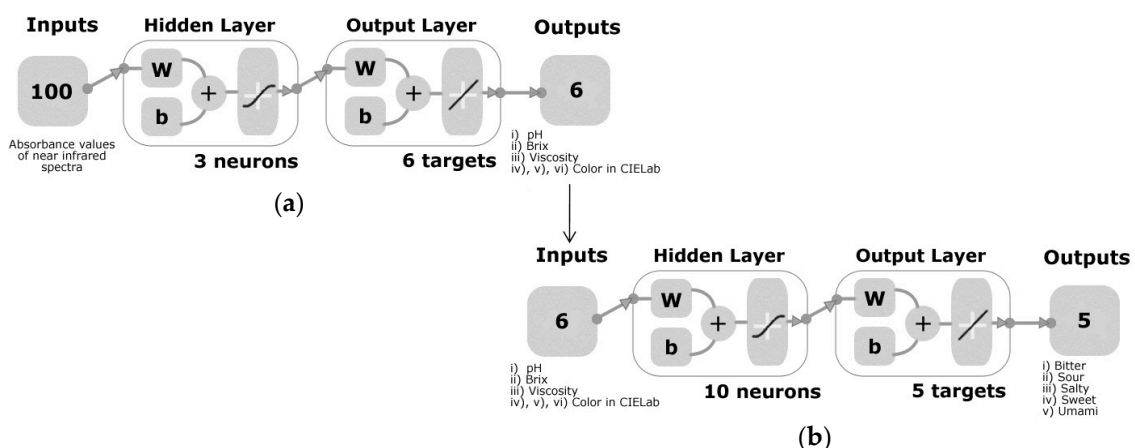 Inputs
Hidden Layer
Output Layer
Outputs
100
W
b
+
W
b
+
6
Absorbance values
of near infrared
spectra
3 neurons
6 targets
i) pH
ii) Brix
iii) Viscosity
iv), v), vi) Color in CIELab
(a)
Inputs
Hidden Layer
Output Layer
Outputs
6
W
b
+
W
b
+
5
i) pH
ii) Brix
iii) Viscosity
iv), v), vi) Color in CIELab
10 neurons
5 targets
i) Bitter
ii) Sour
iii) Salty
iv) Sweet
v) Umami
(b)